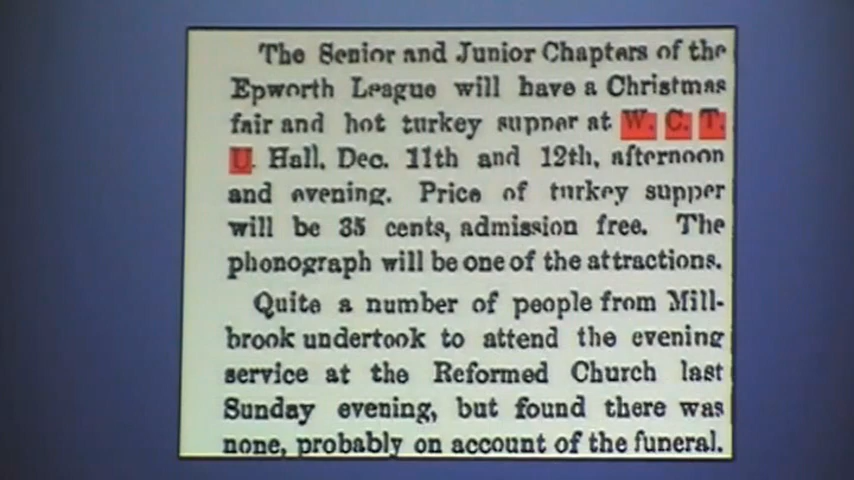 The Senior and Junior Chapters of the
Epworth League will have a Christmas
fair and hot turkey supper at W. C. T.
U. Hall, Dec. 11th and 12th, afternoon
and evening. Price of turkey supper
will be 35 cents, admission free. The
phonograph will be one of the attractions.
Quite a number of people from Mill-
brook undertook to attend the evening
service at the Reformed Church last
Sunday evening, but found there was
none, probably on account of the funeral.